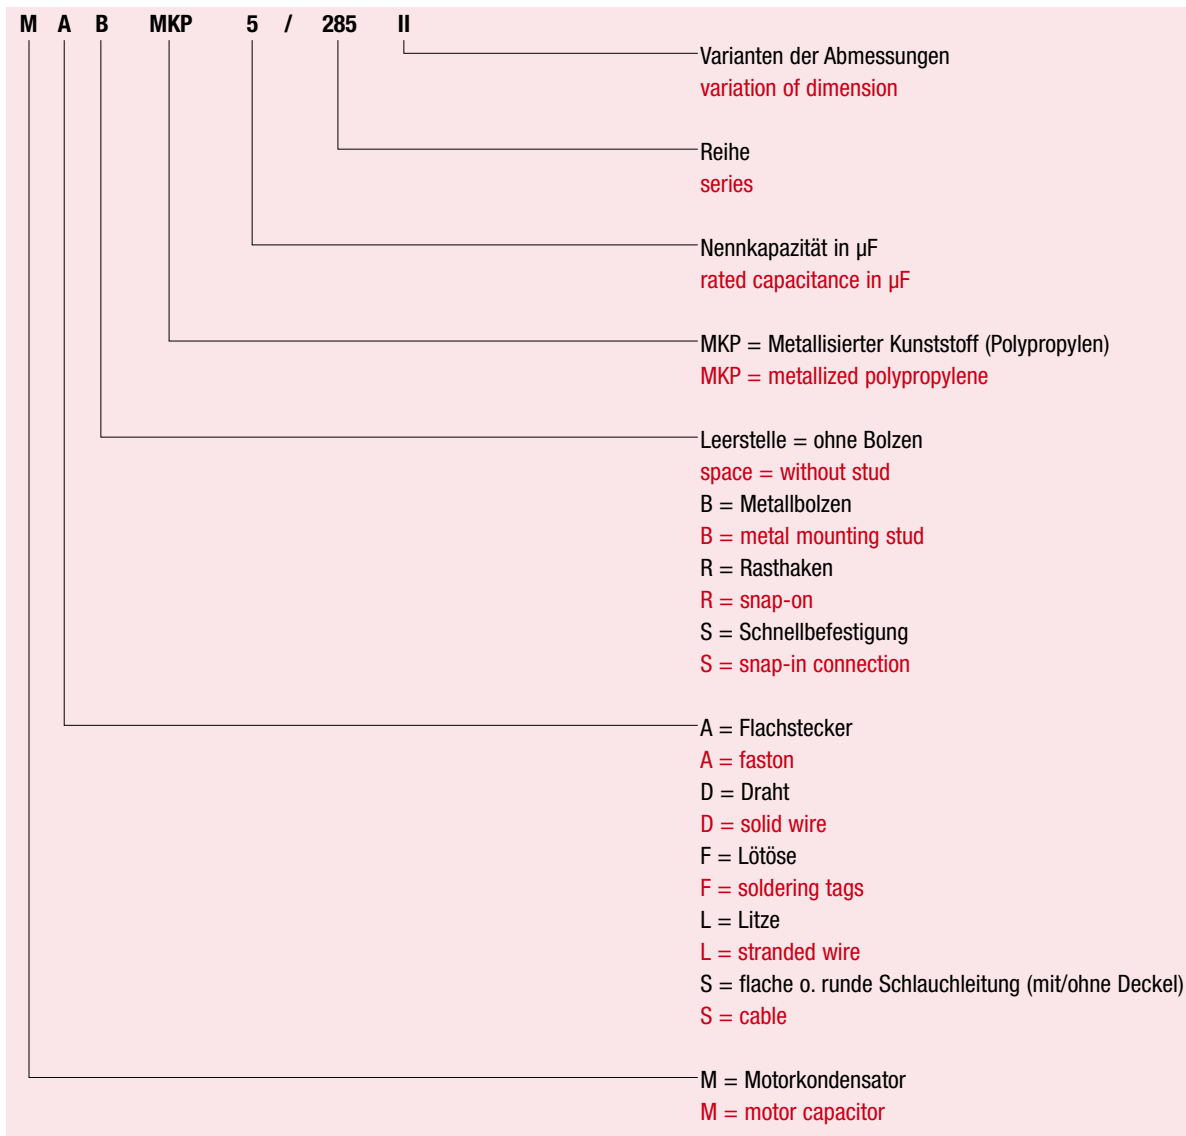 M A B MKP 5 / 285 II
Varianten der Abmessungen
variation of dimension
Reihe
series
Nennkapazität in µF
rated capacitance in µF
MKP = Metallisierter Kunststoff (Polypropylen)
MKP = metallized polypropylene
Leerstelle = ohne Bolzen
space = without stud
B = Metallbolzen
B = metal mounting stud
R = Rasthaken
R = snap-on
S = Schnellbefestigung
S = snap-in connection
A = Flachstecker
A = faston
D = Draht
D = solid wire
F = Lötöse
F = soldering tags
L = Litze
L = stranded wire
S = flache o. runde Schlauchleitung (mit/ohne Deckel)
S = cable
M = Motorkondensator
M = motor capacitor